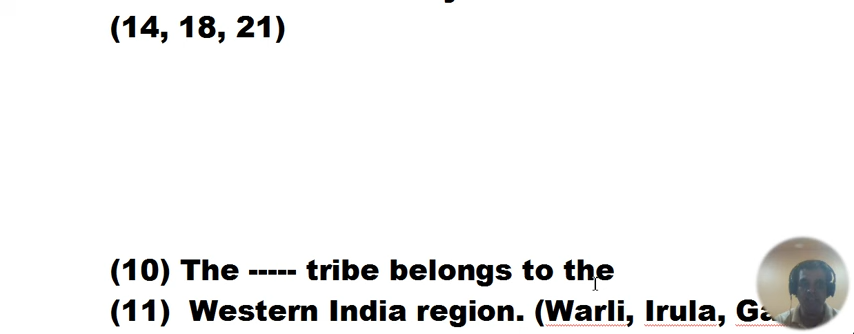 (14, 18, 21)
(10) The ----- tribe belongs to the
(11) Western India region. (Warli, Irula,